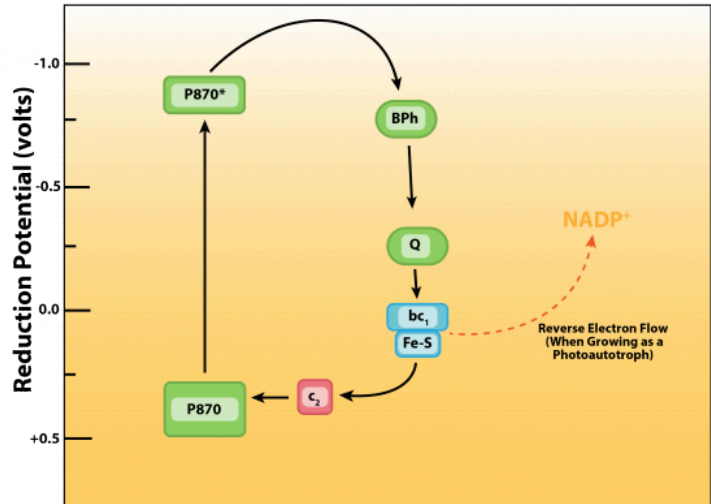 Reduction Potential (volts)
-1.0
-0.5
0.0
+0.5
P870*
BPh
Q
bc₁
Fe-S
c₂
P870
NADP⁺
Reverse Electron Flow
(When Growing as a
Photoautotroph)